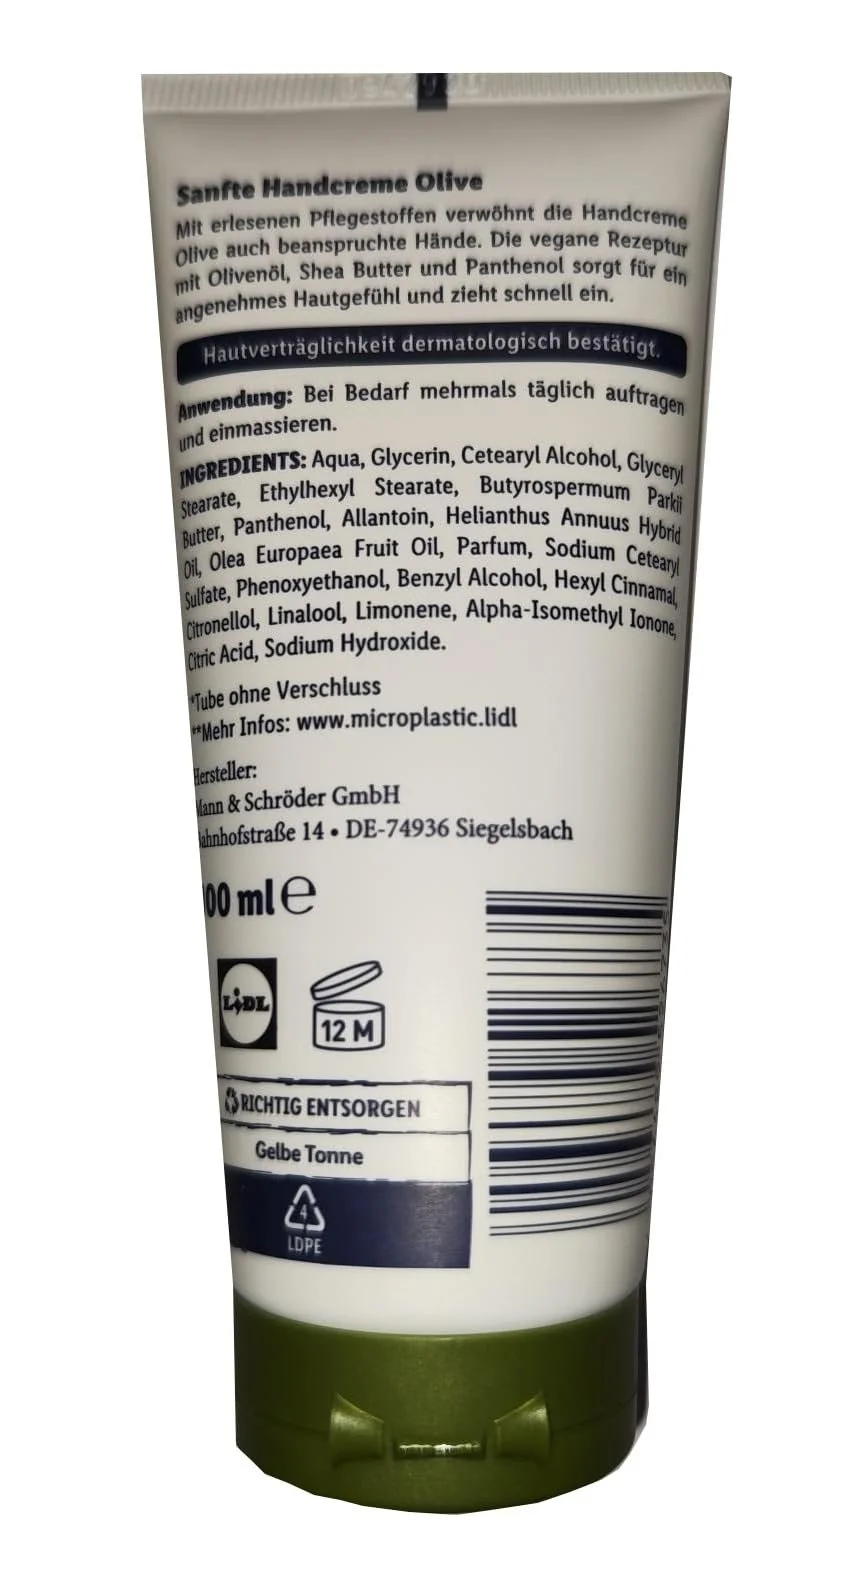 Sanfte Handcreme Olive
Mit erlesenen Pflegestoffen verwöhnt die Handcreme
Olive auch beanspruchte Hände. Die vegane Rezeptur
mit Olivenöl, Shea Butter und Panthenol sorgt für ein
angenehmes Hautgefühl und zieht schnell ein.
Hautverträglichkeit dermatologisch bestätigt.
Anwendung: Bei Bedarf mehrmals täglich auftragen
und einmassieren.
INGREDIENTS: Aqua, Glycerin, Cetearyl Alcohol, Glyceryl
Stearate, Ethylhexyl Stearate, Butyrospermum Parkii
Butter, Panthenol, Allantoin, Helianthus Annuus Hybrid
Oil, Olea Europaea Fruit Oil, Parfum, Sodium Cetearyl
Sulfate, Phenoxyethanol, Benzyl Alcohol, Hexyl Cinnamal,
Citronellol, Linalool, Limonene, Alpha-Isomethyl Ionone,
Citric Acid, Sodium Hydroxide.
*Tube ohne Verschluss
**Mehr Infos: www.microplastic.lidl
Hersteller:
Mann & Schröder GmbH
Bahnhofstraße 14 • DE-74936 Siegelsbach
00 ml e
LIDL
12 M
RICHTIG ENTSORGEN
Gelbe Tonne
4
LDPE